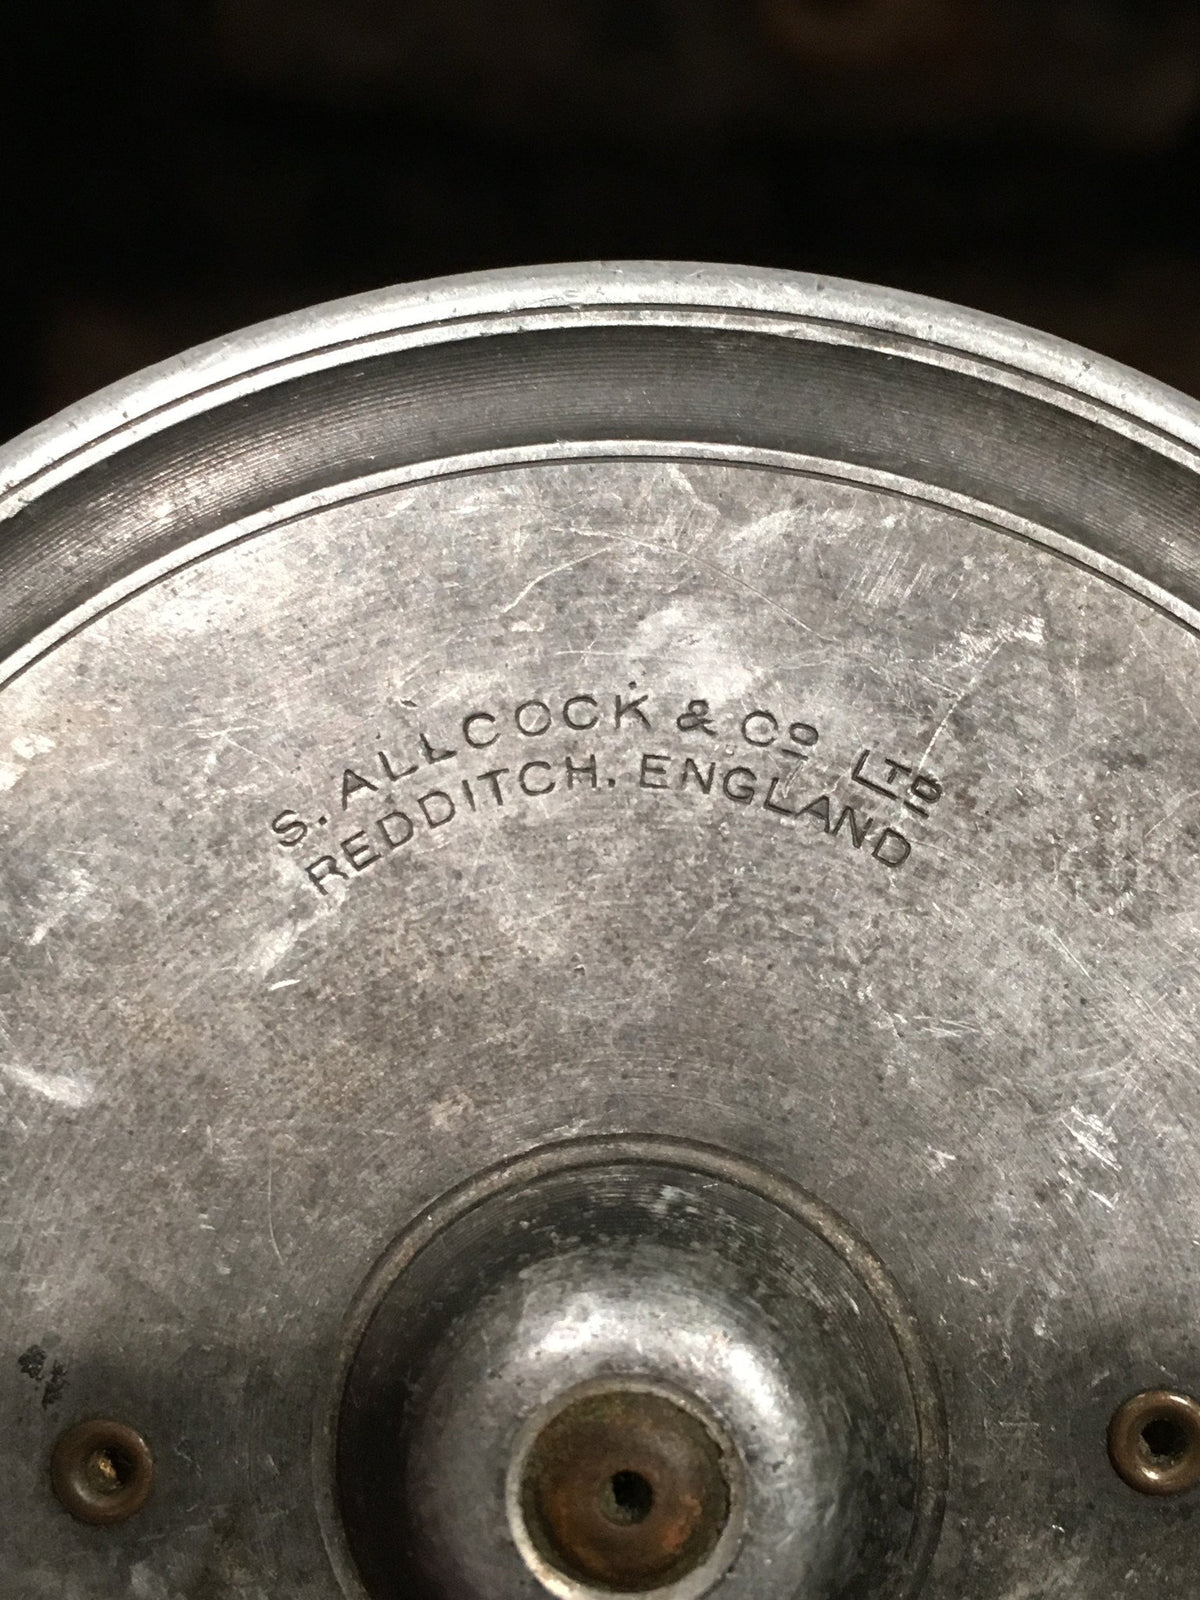 S. ALLCOCK & Co LTD
REDDITCH. ENGLAND